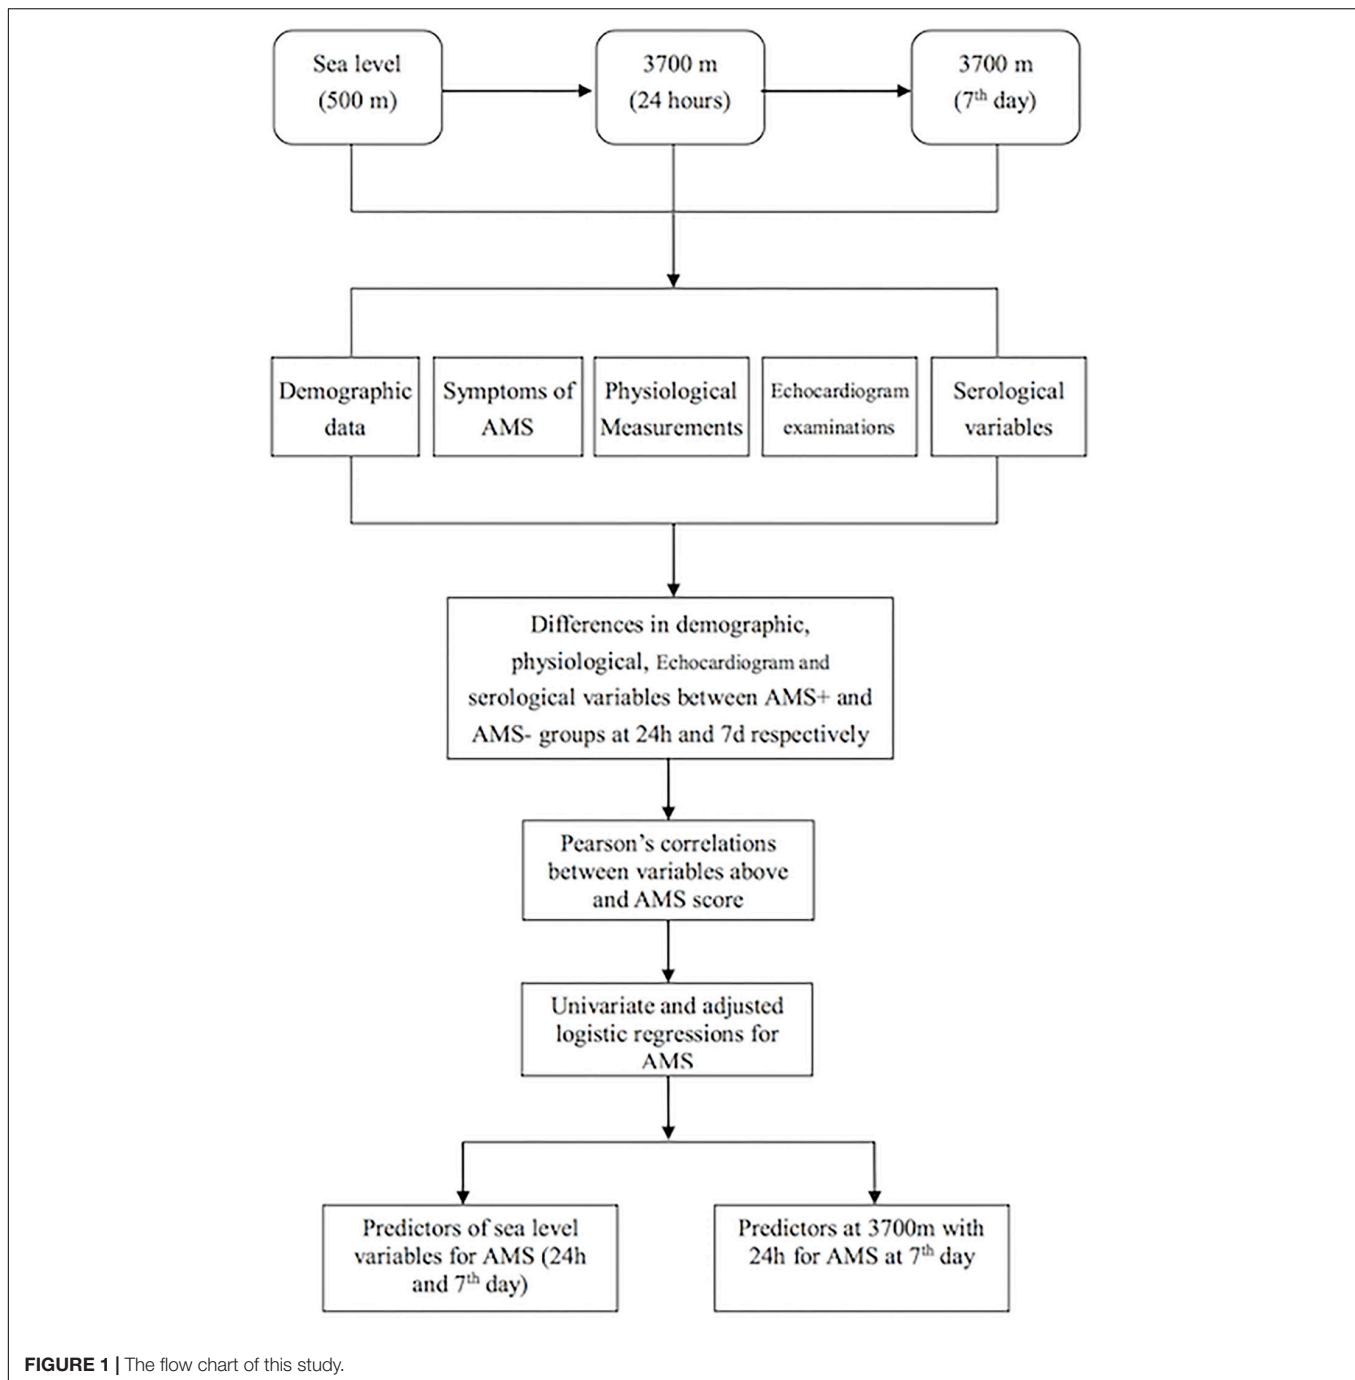 Sea level
(500 m)
3700 m
(24 hours)
3700 m
(7th day)
Demographic
data
Symptoms of
AMS
Physiological
Measurements
Echocardiogram
examinations
Serological
variables
Differences in demographic,
physiological, Echocardiogram and
serological variables between AMS+ and
AMS- groups at 24h and 7d respectively
Pearson’s correlations
between variables above
and AMS score
Univariate and adjusted
logistic regressions for
AMS
Predictors of sea level
variables for AMS (24h
and 7th day)
Predictors at 3700m with
24h for AMS at 7th day
FIGURE 1 | The flow chart of this study.